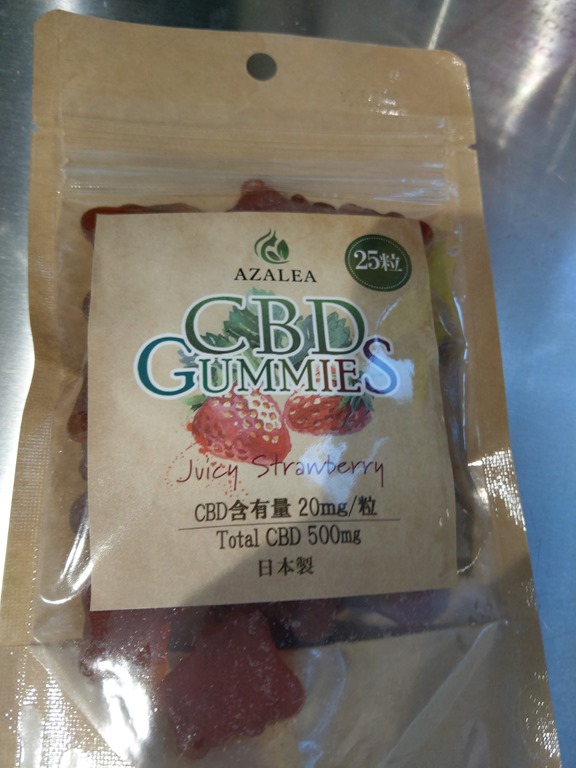 AZALEA
25粒
CBD
GUMMIES
Juicy Strawberry
CBD含有量 20mg/粒
Total CBD 500mg
日本製